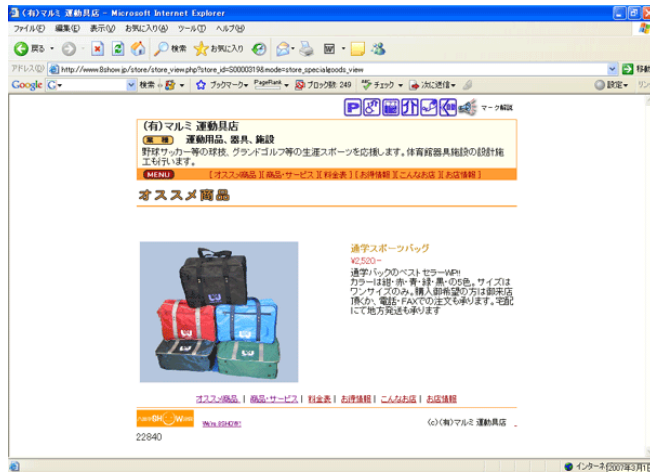 (有)マルミ 運動具店 - Microsoft Internet Explorer
ファイル(F) 編集(E) 表示(V) お気に入り(A) ツール(T) ヘルプ(H)
戻る 検索 お気に入り
アドレス(D) http://www.8show.jp/store/store_view.php?store_id=S0000319&mode=store_special&goods_view 移動
Google G 検索 ブックマーク PageRank ブロック数: 249 チェック 次に送信 設定
マーク解説
(有)マルミ 運動具店
業種 運動用品、器具、施設
野球サッカー等の球技、グランドゴルフ等の生涯スポーツを応援します。体育館器具施設の設計施
工も行います。
MENU [オススメ商品][商品・サービス][料金表][お得情報][こんなお店][お店情報]
オススメ商品
通学スポーツバッグ
¥2,520-
通学バックのベストセラーWP!!
カラーは紺・赤・青・緑・黒の5色。サイズは
ワンサイズのみ。購入御希望の方は御来店
頂くか、電話・FAXでの注文も承ります。宅配
にて地方発送も承ります
オススメ商品 | 商品・サービス | 料金表 | お得情報 | こんなお店 | お店情報
We're 8SHOW! (c)(有)マルミ 運動具店
22840
インターネ 2007年3月1